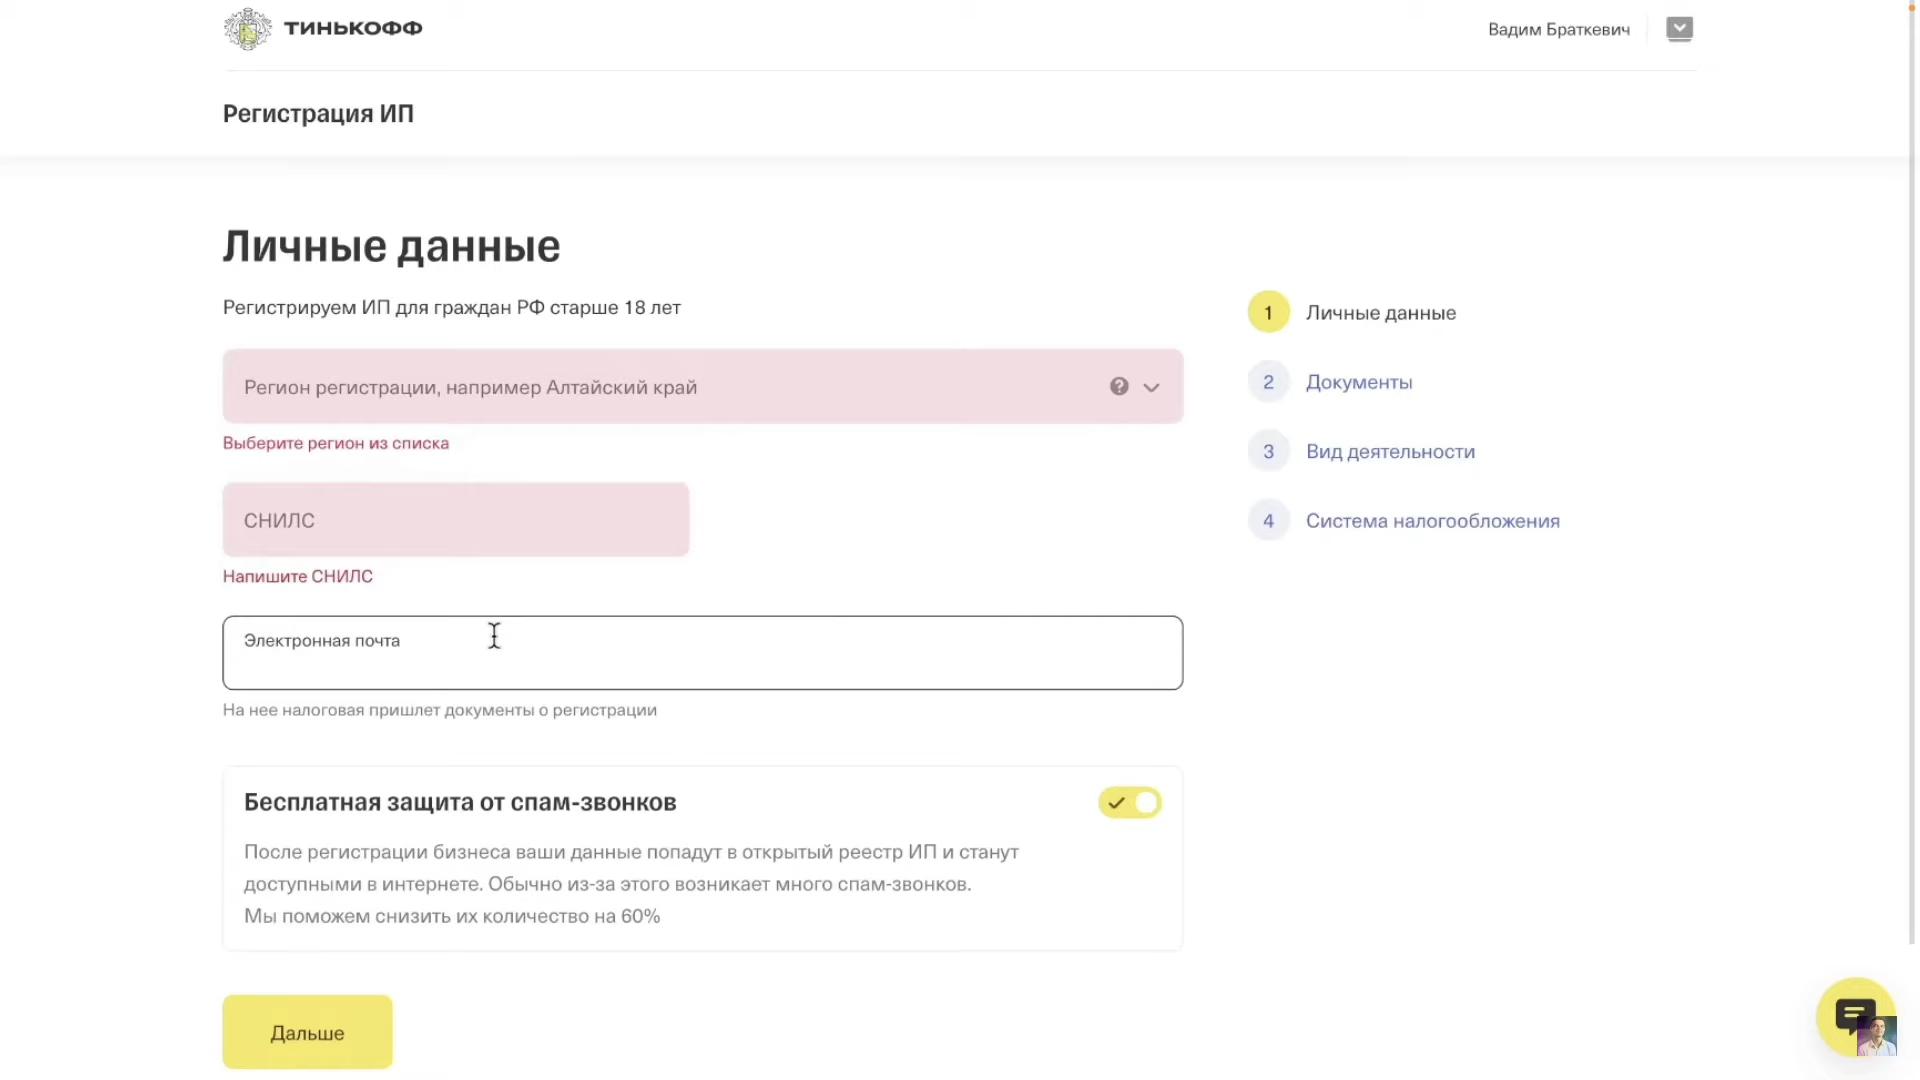 ТИНЬКОФФ
Вадим Браткевич
Регистрация ИП
Личные данные
Регистрируем ИП для граждан РФ старше 18 лет
Регион регистрации, например Алтайский край
Выберите регион из списка
СНИЛС
Напишите СНИЛС
Электронная почта
На нее налоговая пришлет документы о регистрации
Бесплатная защита от спам-звонков
После регистрации бизнеса ваши данные попадут в открытый реестр ИП и станут
доступными в интернете. Обычно из-за этого возникает много спам-звонков.
Мы поможем снизить их количество на 60%
Дальше
1 Личные данные
2 Документы
3 Вид деятельности
4 Система налогообложения